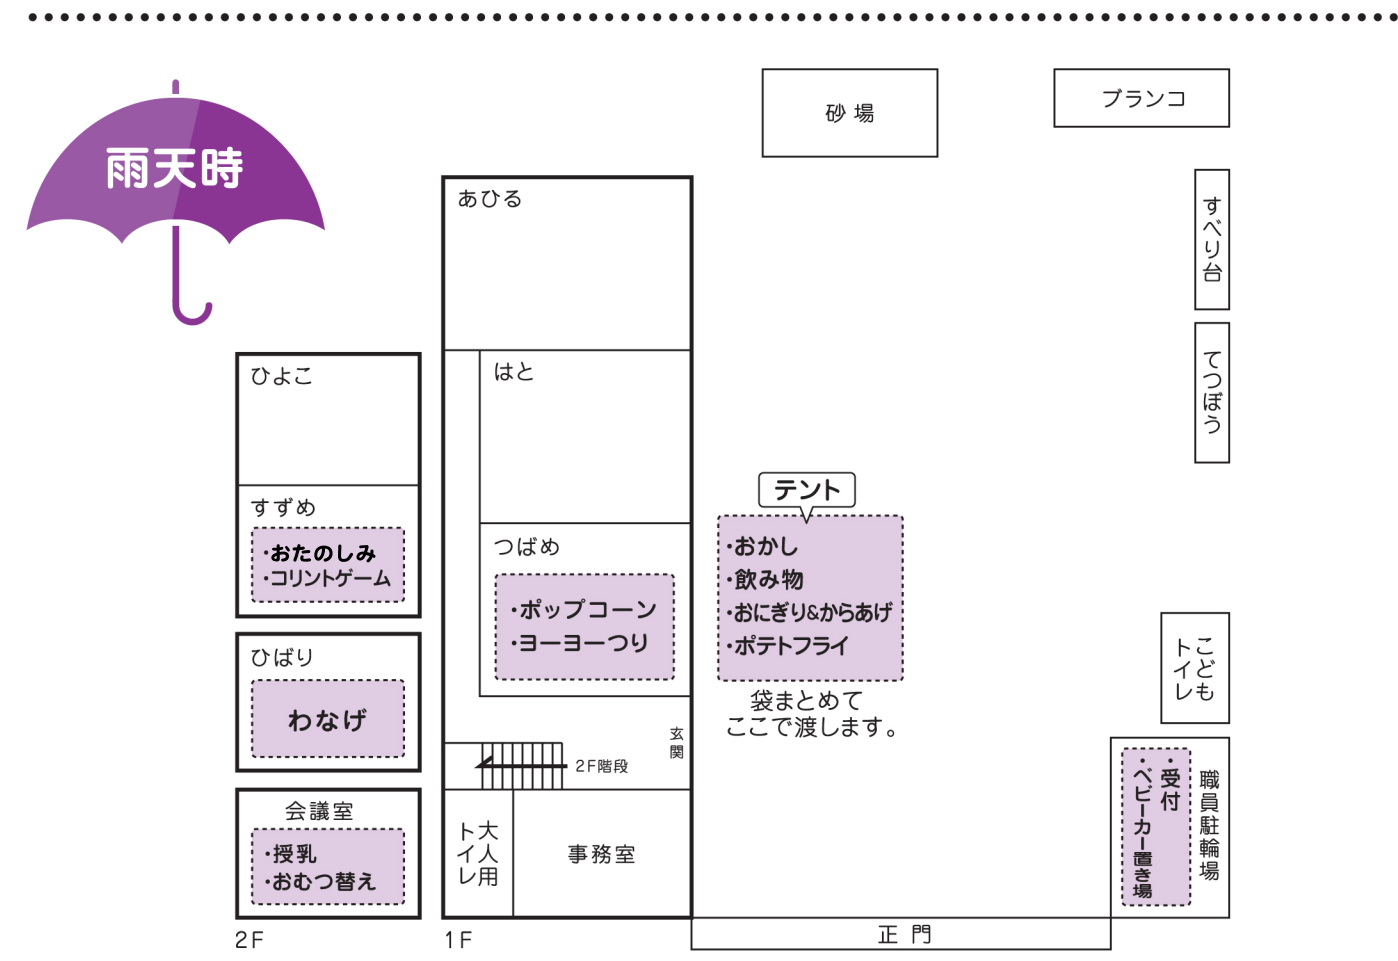 雨天時
砂場
ブランコ
すべり台
てつぼう
あひる
はと
つばめ
・ポップコーン
・ヨーヨーつり
ひよこ
すずめ
・おたのしみ
・コリントゲーム
ひばり
わなげ
会議室
・授乳
・おむつ替え
2F
テント
・おかし
・飲み物
・おにぎり&からあげ
・ポテトフライ
袋まとめて
ここで渡します。
玄関
2F階段
大人用
トイレ
事務室
1F
こども
トイレ
職員駐輪場
・受付
・ベビーカー置き場
正門